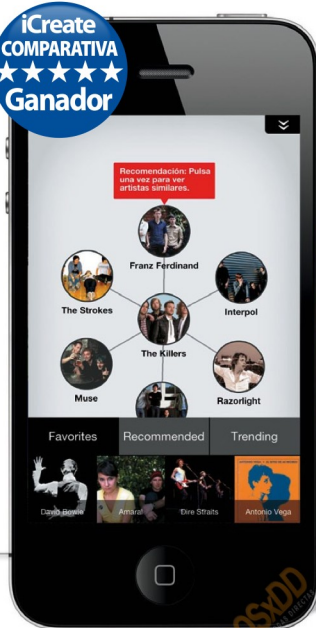 iCreate
COMPARATIVA
★★★★★
Ganador
Recomendación: Pulsa
una vez para ver
artistas similares.
Franz Ferdinand
The Strokes
Interpol
The Killers
Muse
Razorlight
Favorites
Recommended
Trending
David Bowie
Amaral
Dire Straits
Antonio Vega